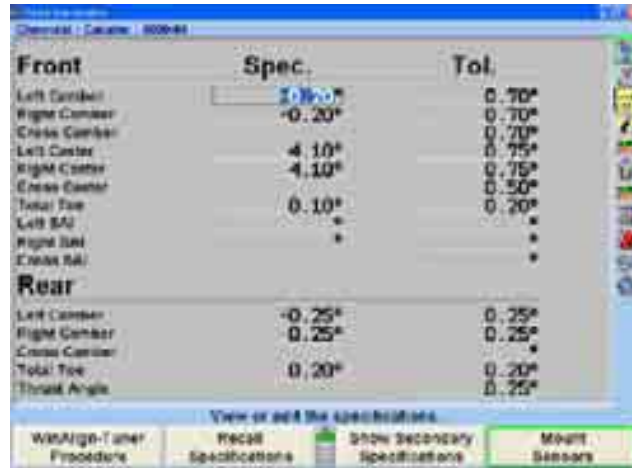 Chevrolet : Cavalier :
Front Spec. Tol.
Left Camber 0.70°
Right Camber -0.20° 0.70°
Cross Camber 0.70°
Left Caster 4.10° 0.75°
Right Caster 4.10° 0.75°
Cross Caster 0.50°
Total Toe 0.10° 0.20°
Left SAI ° °
Right SAI ° °
Cross SAI °
Rear
Left Camber -0.25° 0.25°
Right Camber 0.25° 0.25°
Cross Camber °
Total Toe 0.20° 0.20°
Thrust Angle 0.25°
View or edit the specifications.
WinAlign-Tuner Recall Show Secondary Mount
Procedure Specifications Specifications Sensors